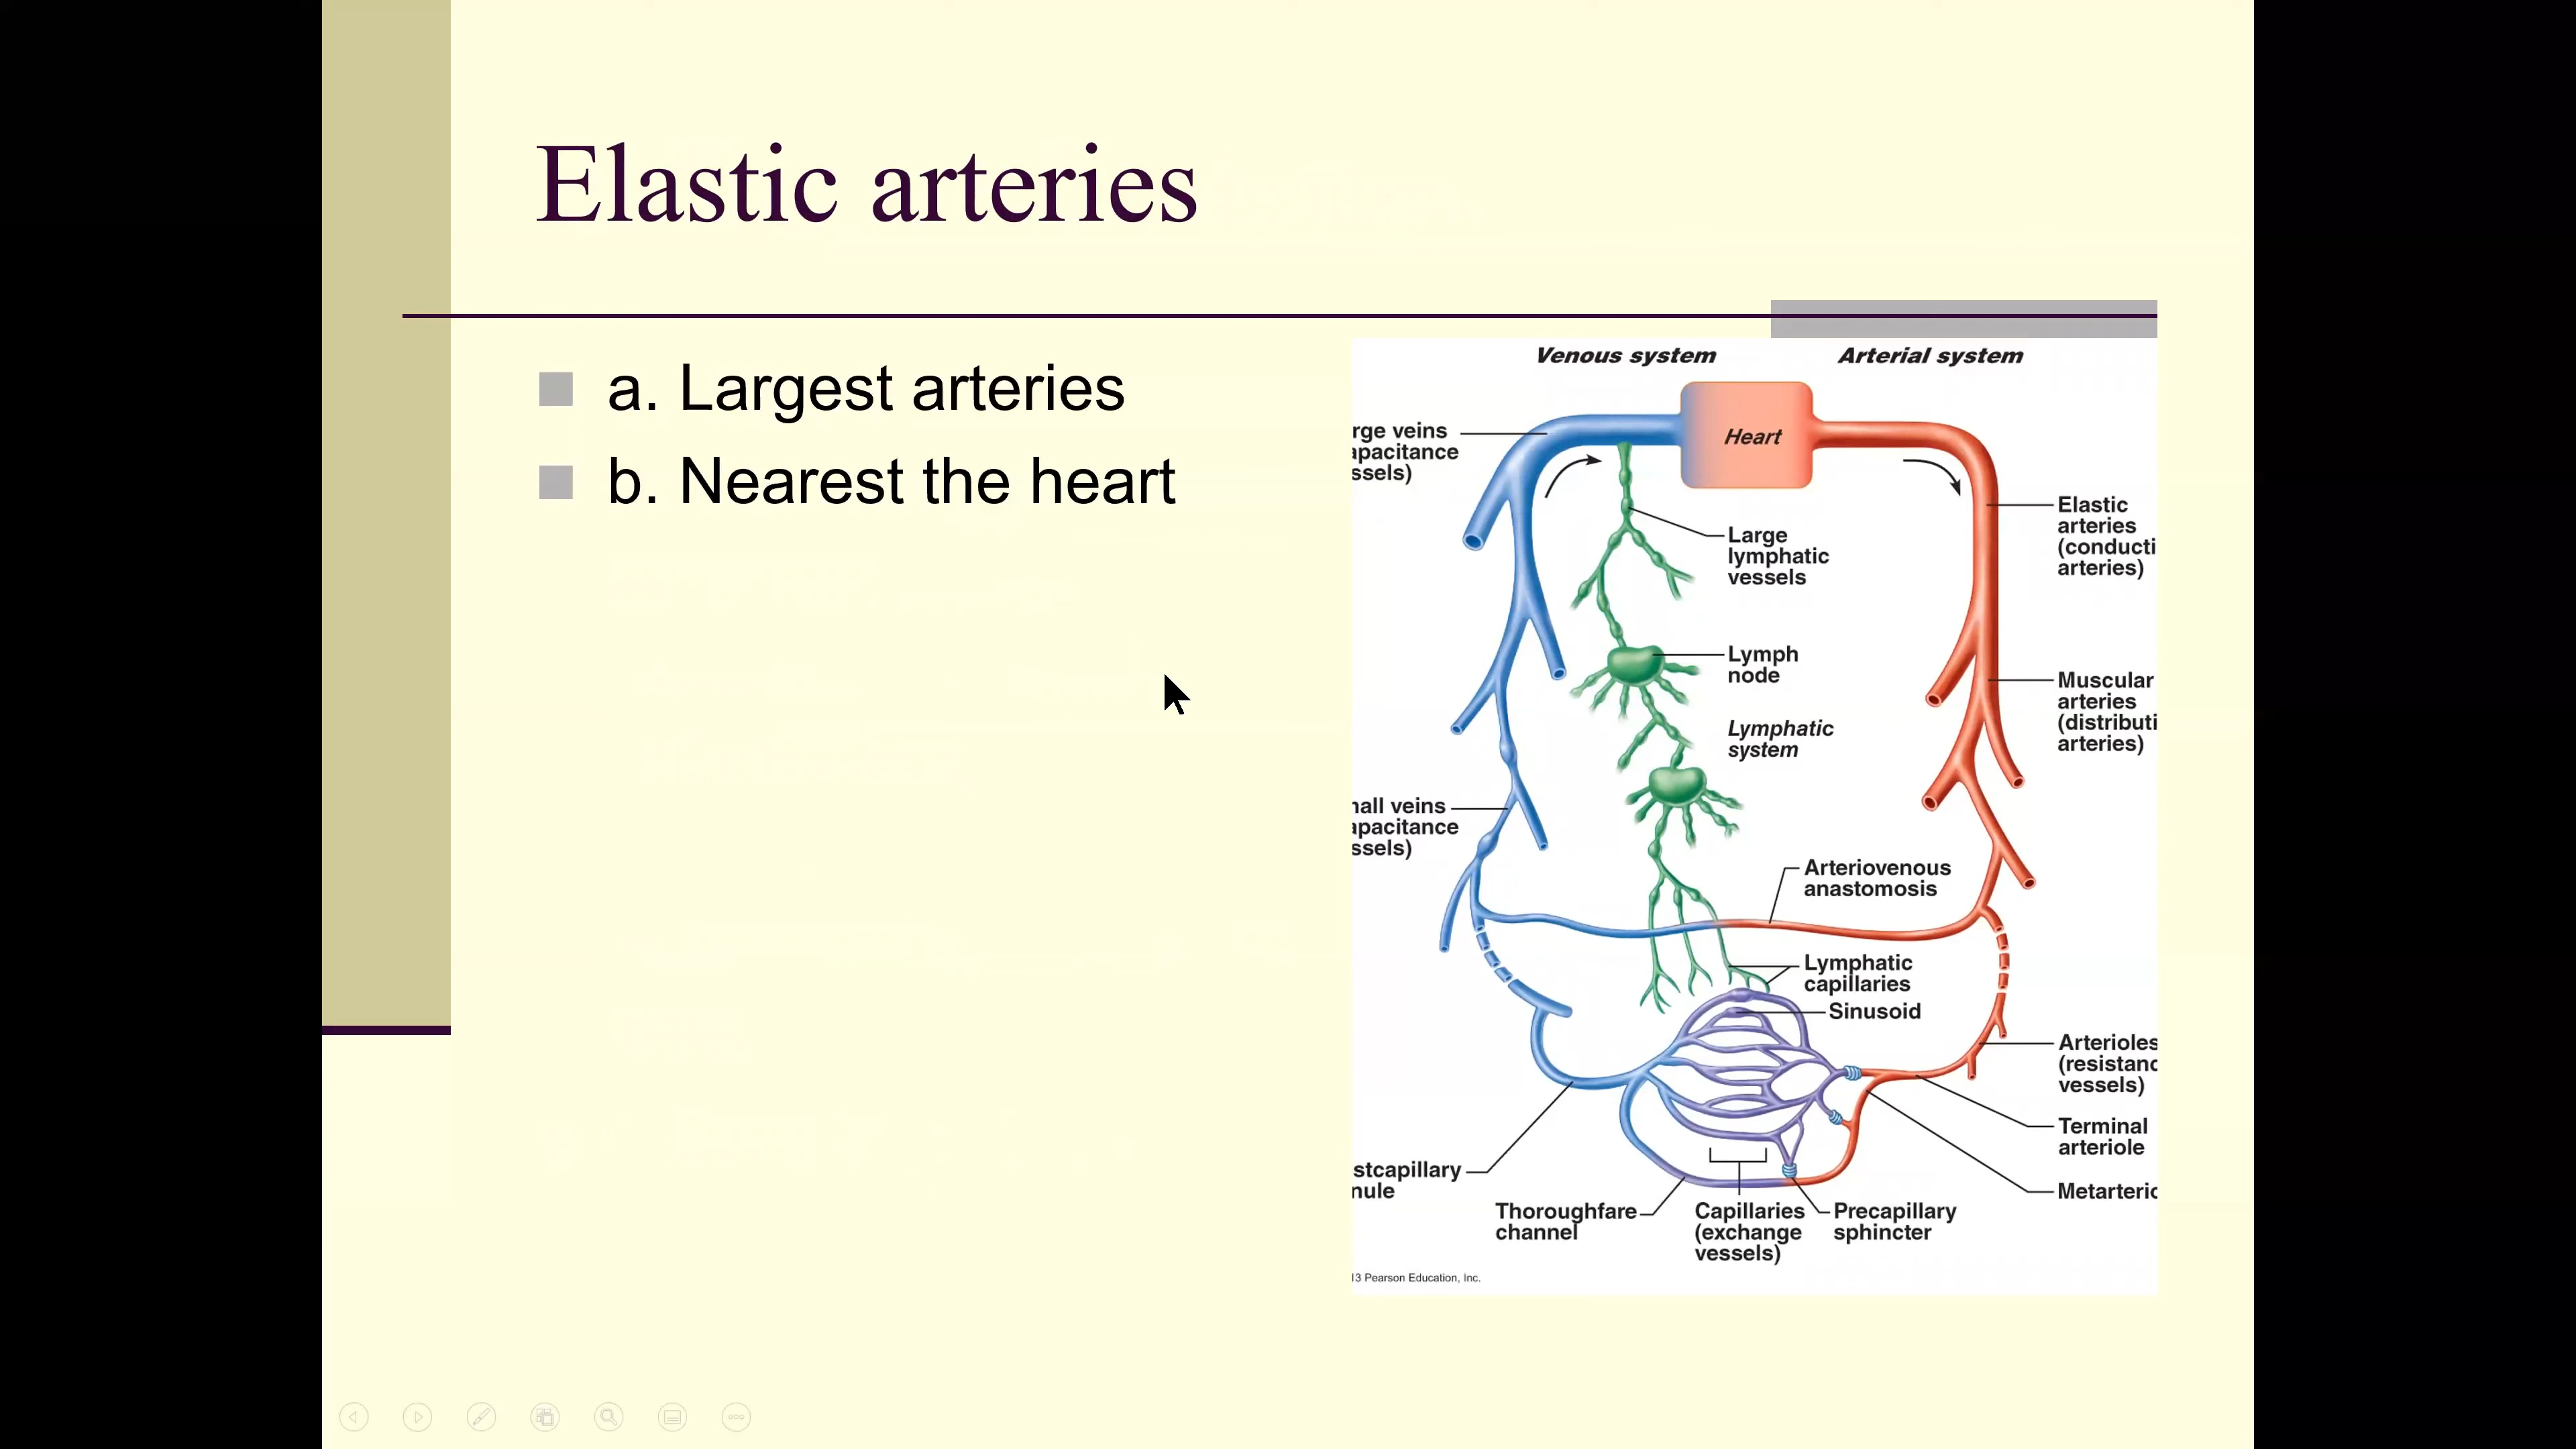 Elastic arteries
a. Largest arteries
b. Nearest the heart
Venous system
Arterial system
Heart
rge veins
apacitance
ssels)
Large
lymphatic
vessels
Elastic
arteries
(conducti
arteries)
Lymph
node
Lymphatic
system
Muscular
arteries
(distributi
arteries)
nall veins
apacitance
ssels)
Arteriovenous
anastomosis
Lymphatic
capillaries
Sinusoid
Arterioles
(resistanc
vessels)
Terminal
arteriole
Metarteric
stcapillary
nule
Thoroughfare
channel
Capillaries
(exchange
vessels)
Precapillary
sphincter
13 Pearson Education, Inc.